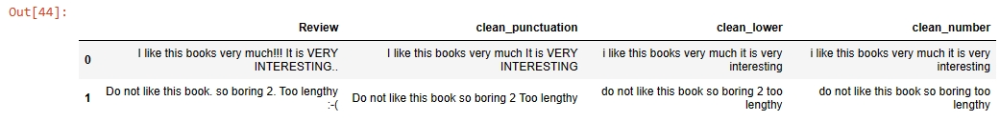 Out[44]:
Review clean_punctuation clean_lower clean_number
0 I like this books very much!!! It is VERY I like this books very much It is VERY i like this books very much it is very i like this books very much it is very
INTERESTING.. INTERESTING interesting interesting
1 Do not like this book. so boring 2. Too lengthy Do not like this book so boring 2 Too lengthy do not like this book so boring 2 too do not like this book so boring too
:-( lengthy lengthy